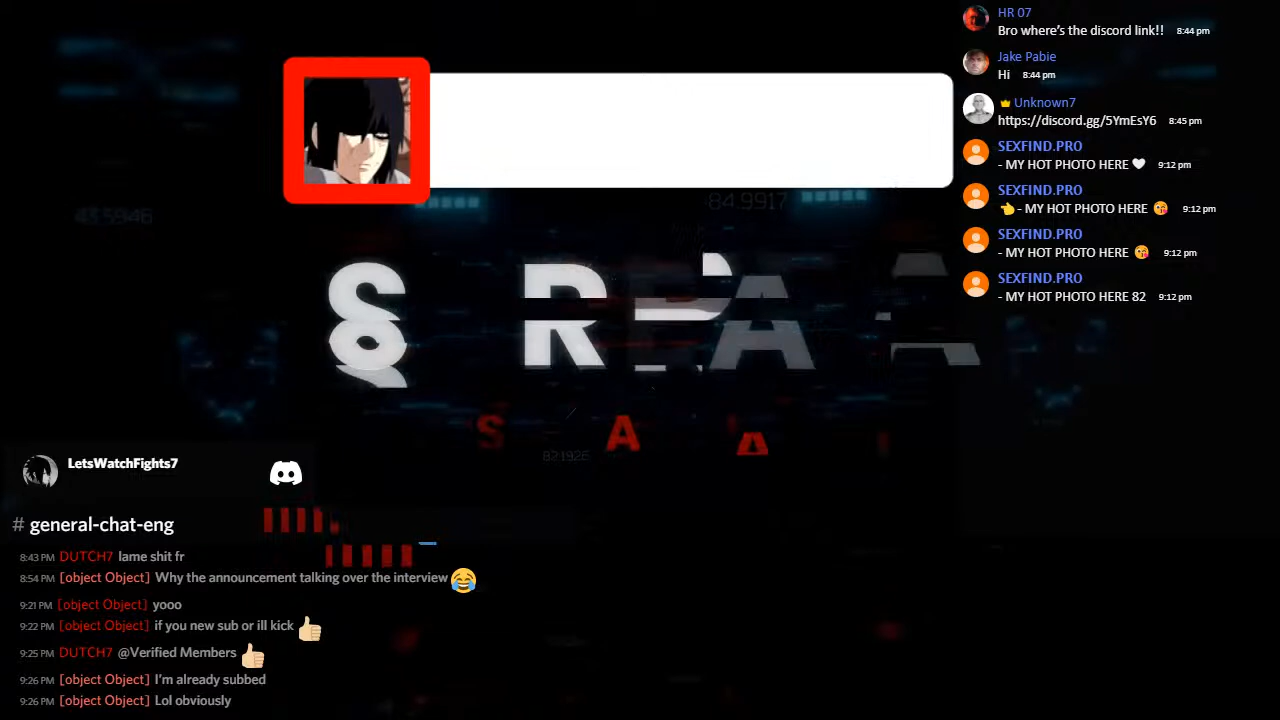 HR 07
Bro where's the discord link!! 8:44 pm
Jake Pabie
Hi 8:44 pm
Unknown7
https://discord.gg/5YmEsY6 8:45 pm
SEXFIND.PRO
- MY HOT PHOTO HERE 🤍 9:12 pm
SEXFIND.PRO
👈- MY HOT PHOTO HERE 😘 9:12 pm
SEXFIND.PRO
- MY HOT PHOTO HERE 😘 9:12 pm
SEXFIND.PRO
- MY HOT PHOTO HERE 82 9:12 pm
84.9917
S R
S A
LetsWatchFights7
# general-chat-eng
8:43 PM DUTCH7 lame shit fr
8:54 PM [object Object] Why the announcement talking over the interview 😂
9:21 PM [object Object] yooo
9:22 PM [object Object] if you new sub or ill kick 👍🏻
9:25 PM DUTCH7 @Verified Members 👍🏻
9:26 PM [object Object] I'm already subbed
9:26 PM [object Object] Lol obviously